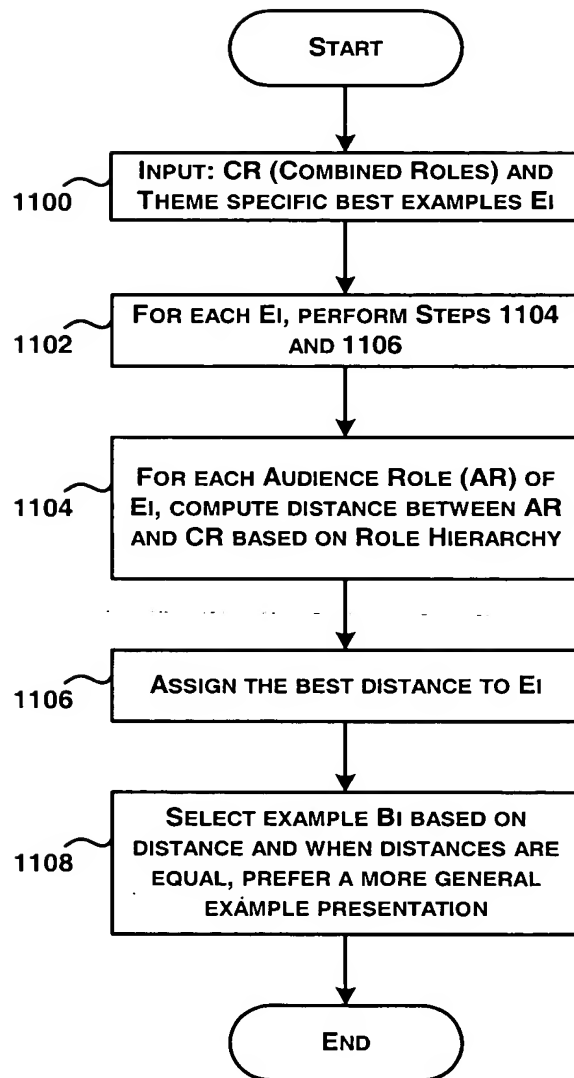 START
1100
INPUT: CR (COMBINED ROLES) AND
THEME SPECIFIC BEST EXAMPLES EI
1102
FOR EACH EI, PERFORM STEPS 1104
AND 1106
1104
FOR EACH AUDIENCE ROLE (AR) OF
EI, COMPUTE DISTANCE BETWEEN AR
AND CR BASED ON ROLE HIERARCHY
1106
ASSIGN THE BEST DISTANCE TO EI
1108
SELECT EXAMPLE BI BASED ON
DISTANCE AND WHEN DISTANCES ARE
EQUAL, PREFER A MORE GENERAL
EXAMPLE PRESENTATION
END